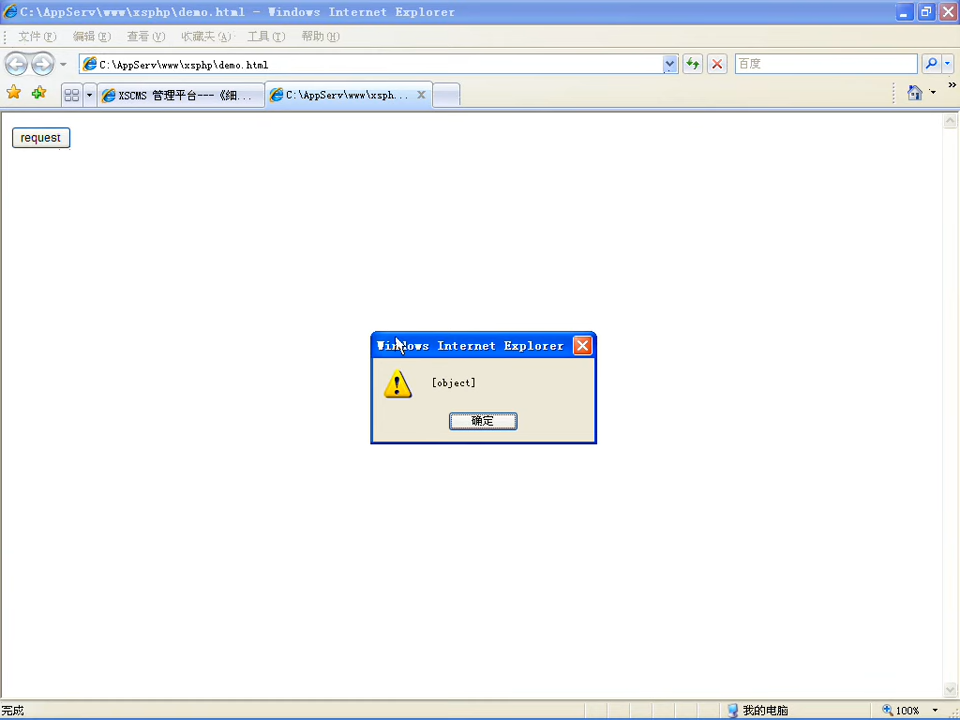 C:\AppServ\www\xsphp\demo.html - Windows Internet Explorer
文件(F) 编辑(E) 查看(V) 收藏夹(A) 工具(T) 帮助(H)
C:\AppServ\www\xsphp\demo.html 百度
XSCMS 管理平台---《细... C:\AppServ\www\xsph...
request
Windows Internet Explorer
[object]
确定
完成 我的电脑 100%